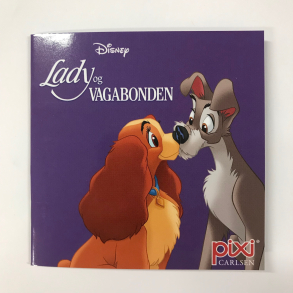 Disney
Lady og
VAGABONDEN
pixi®
CARLSEN